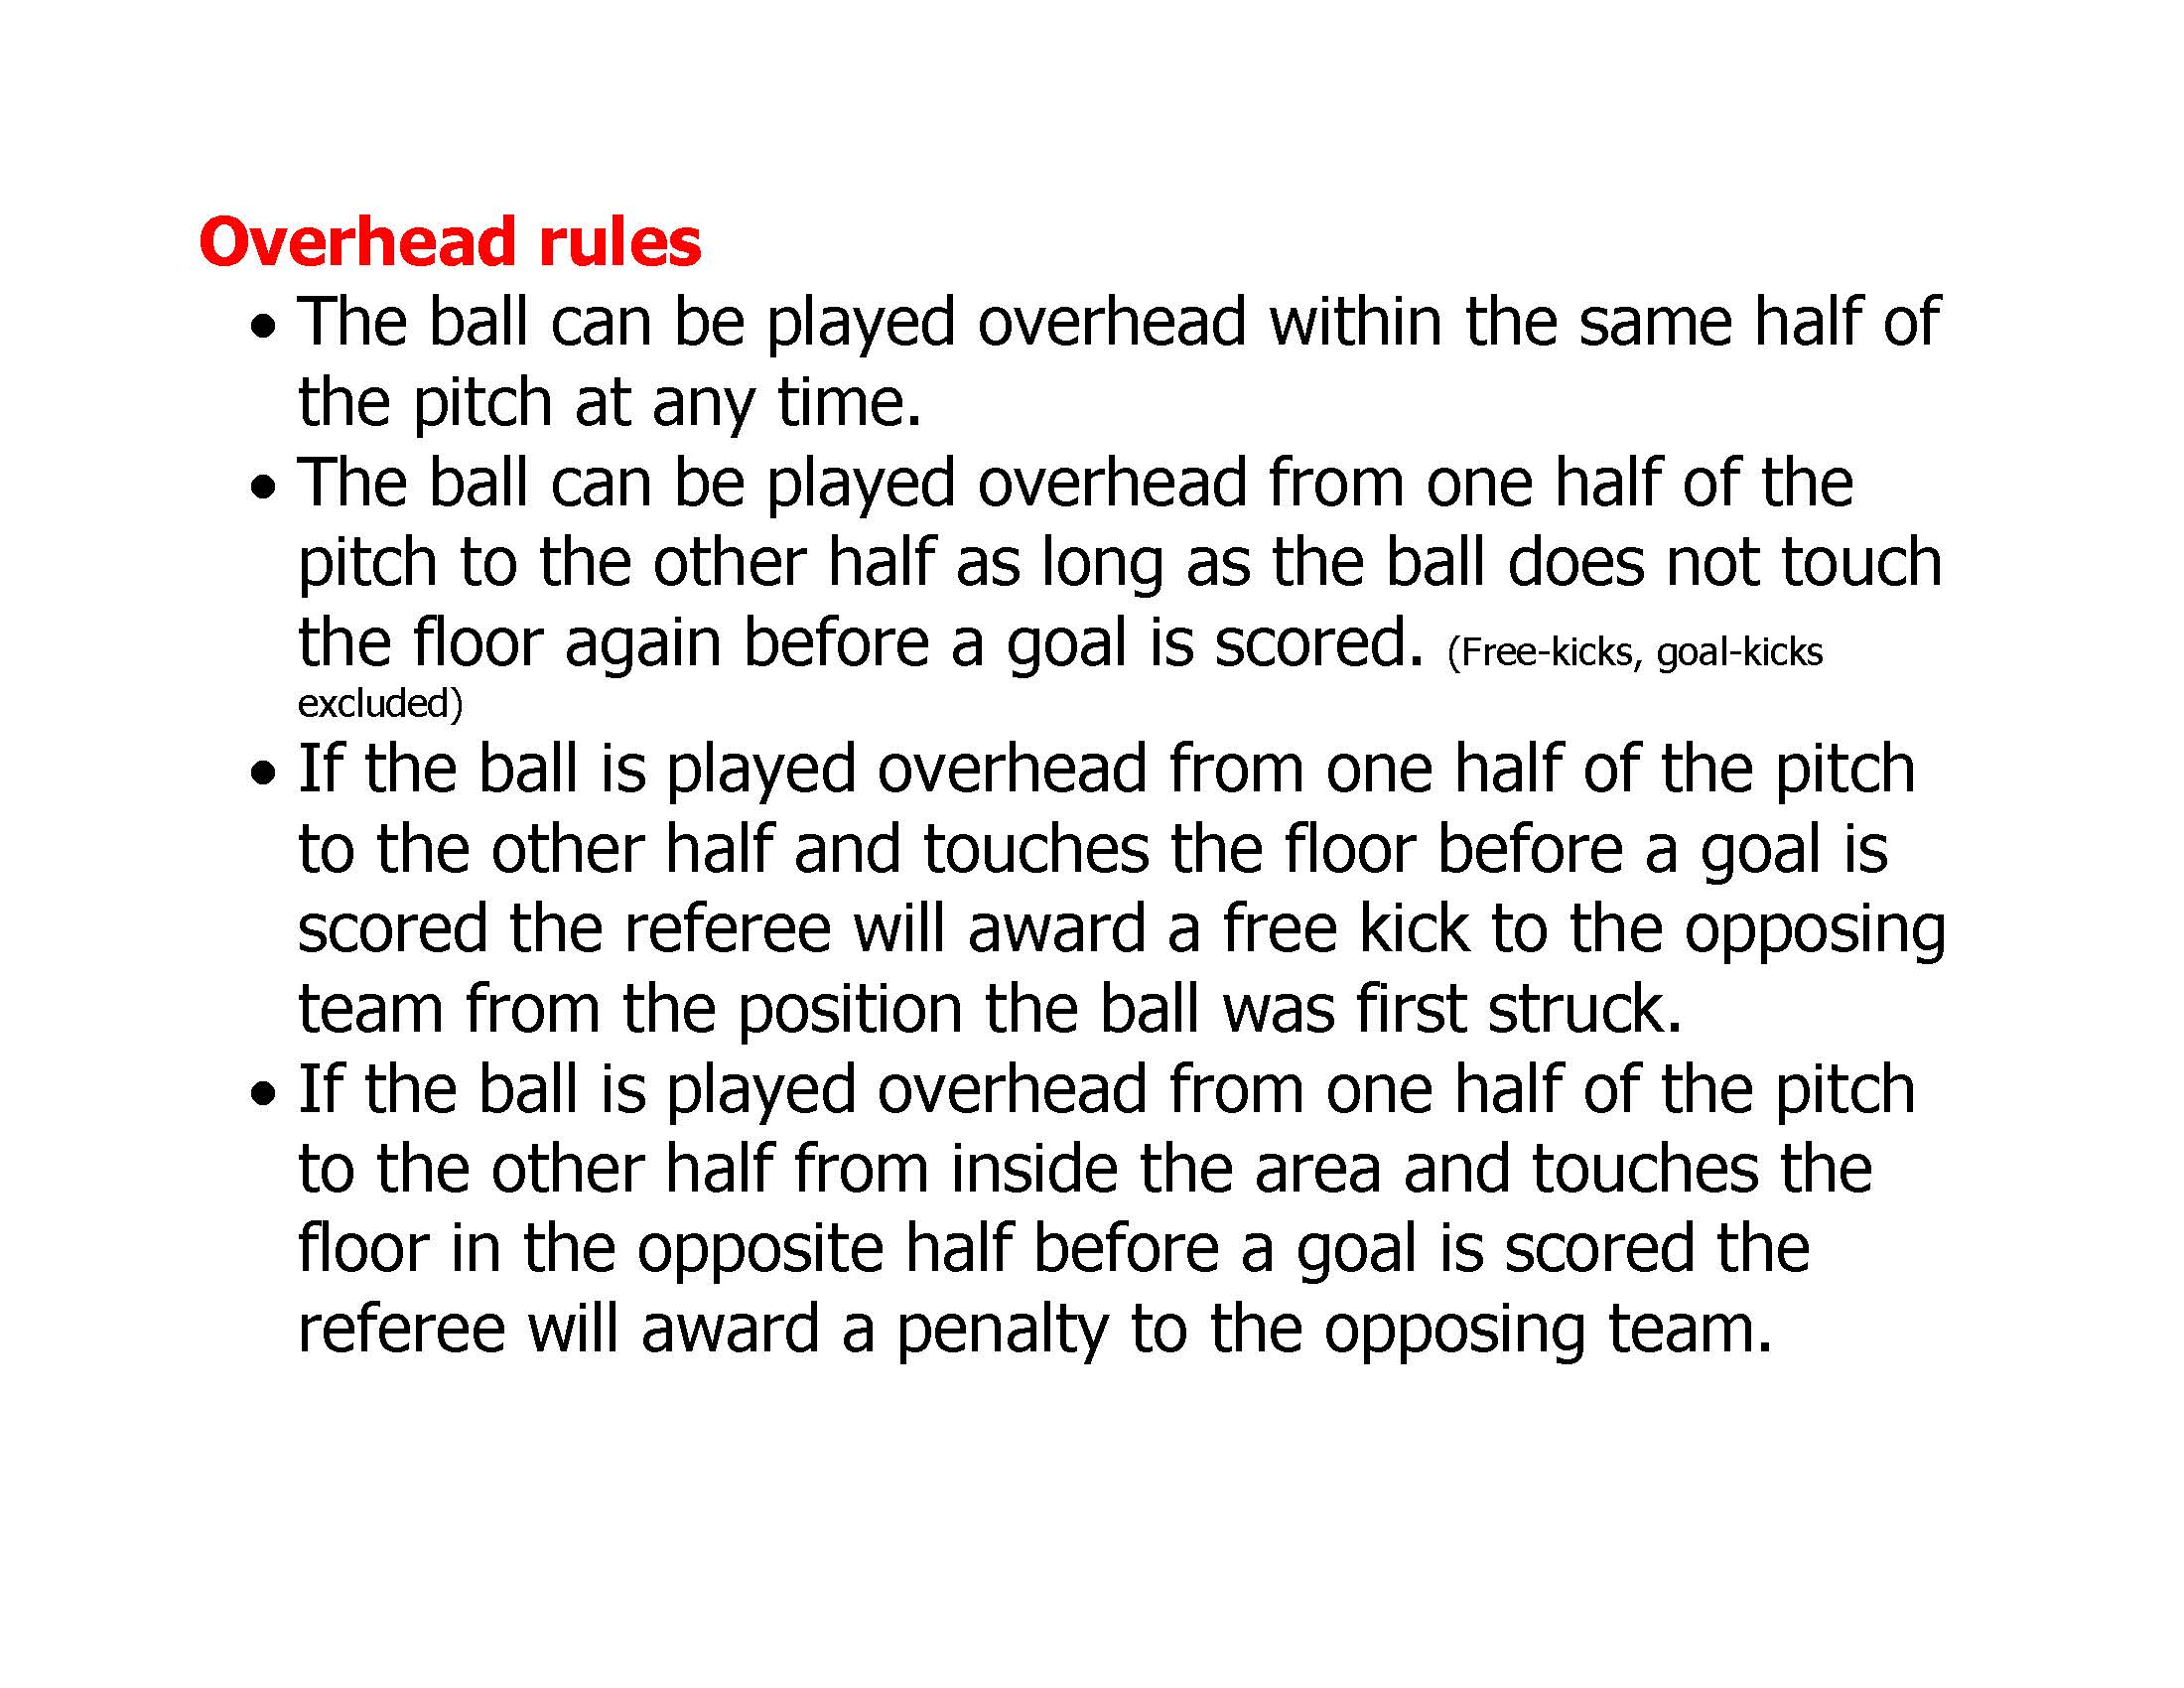 Overhead rules
• The ball can be played overhead within the same half of
the pitch at any time.
• The ball can be played overhead from one half of the
pitch to the other half as long as the ball does not touch
the floor again before a goal is scored. (Free-kicks, goal-kicks
excluded)
• If the ball is played overhead from one half of the pitch
to the other half and touches the floor before a goal is
scored the referee will award a free kick to the opposing
team from the position the ball was first struck.
• If the ball is played overhead from one half of the pitch
to the other half from inside the area and touches the
floor in the opposite half before a goal is scored the
referee will award a penalty to the opposing team.